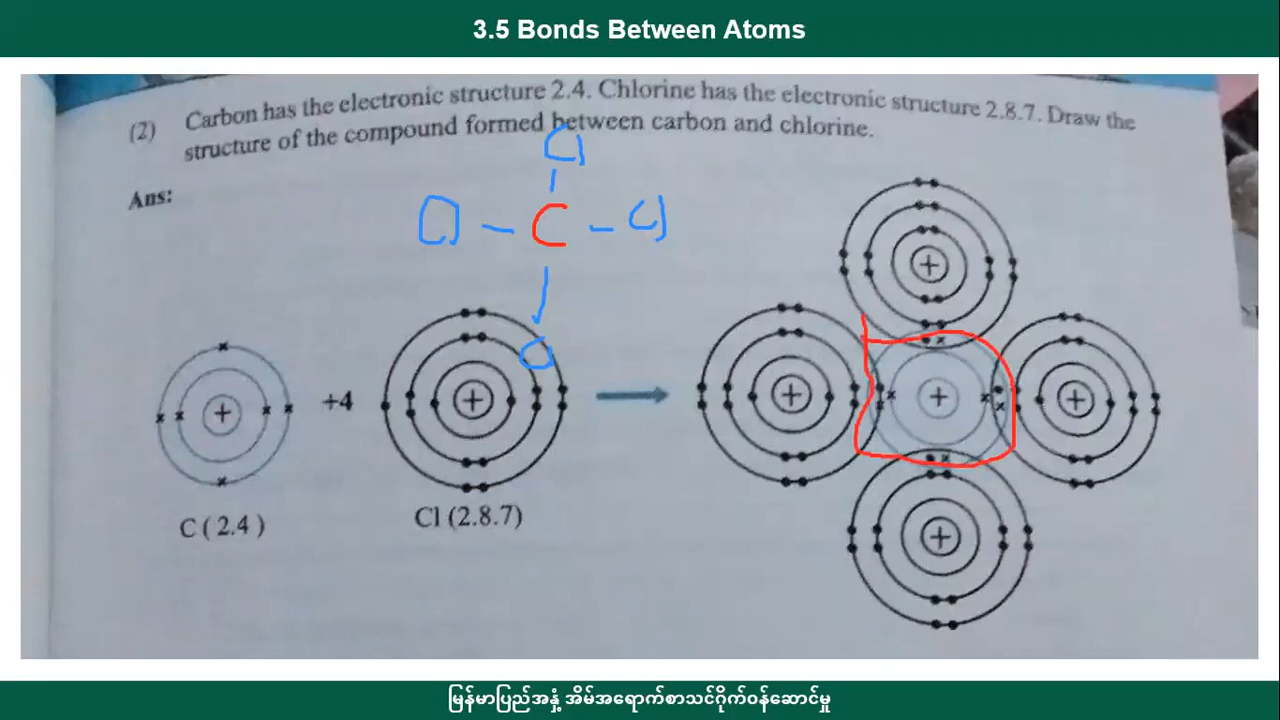 3.5 Bonds Between Atoms
(2) Carbon has the electronic structure 2.4. Chlorine has the electronic structure 2.8.7. Draw the
structure of the compound formed between carbon and chlorine.
Ans:
Cl
Cl - C - Cl
+4
C ( 2.4 )
Cl (2.8.7)
မြန်မာပြည်အနှံ့ အိမ်အရောက်စာသင်ဂိုက်ဝန်ဆောင်မှု